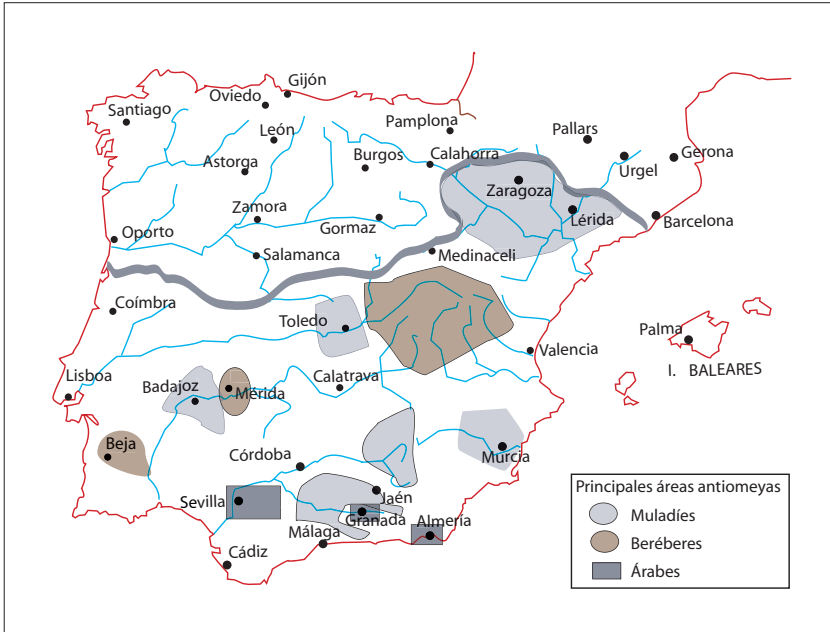 Gijón
Oviedo
Santiago
Pamplona
León
Pallars
Burgos
Calahorra
Gerona
Astorga
Urgel
Zaragoza
Zamora
Lérida
Gormaz
Barcelona
Oporto
Salamanca
Medinaceli
Coímbra
Toledo
Palma
Valencia
I. BALEARES
Lisboa
Badajoz
Mérida
Calatrava
Beja
Córdoba
Murcia
Sevilla
Jaén
Granada
Almería
Málaga
Cádiz
Principales áreas antiomeyas
Muladíes
Beréberes
Árabes